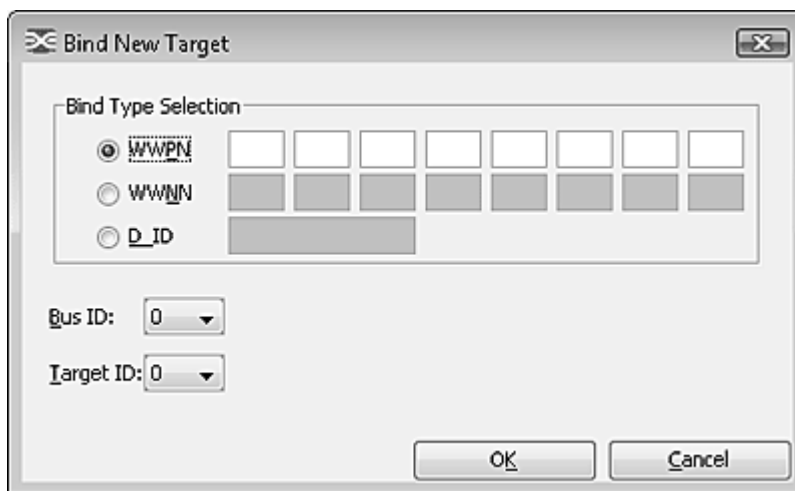 Bind New Target
Bind Type Selection
WWPN
WWNN
D_ID
Bus ID: 0
Target ID: 0
OK Cancel